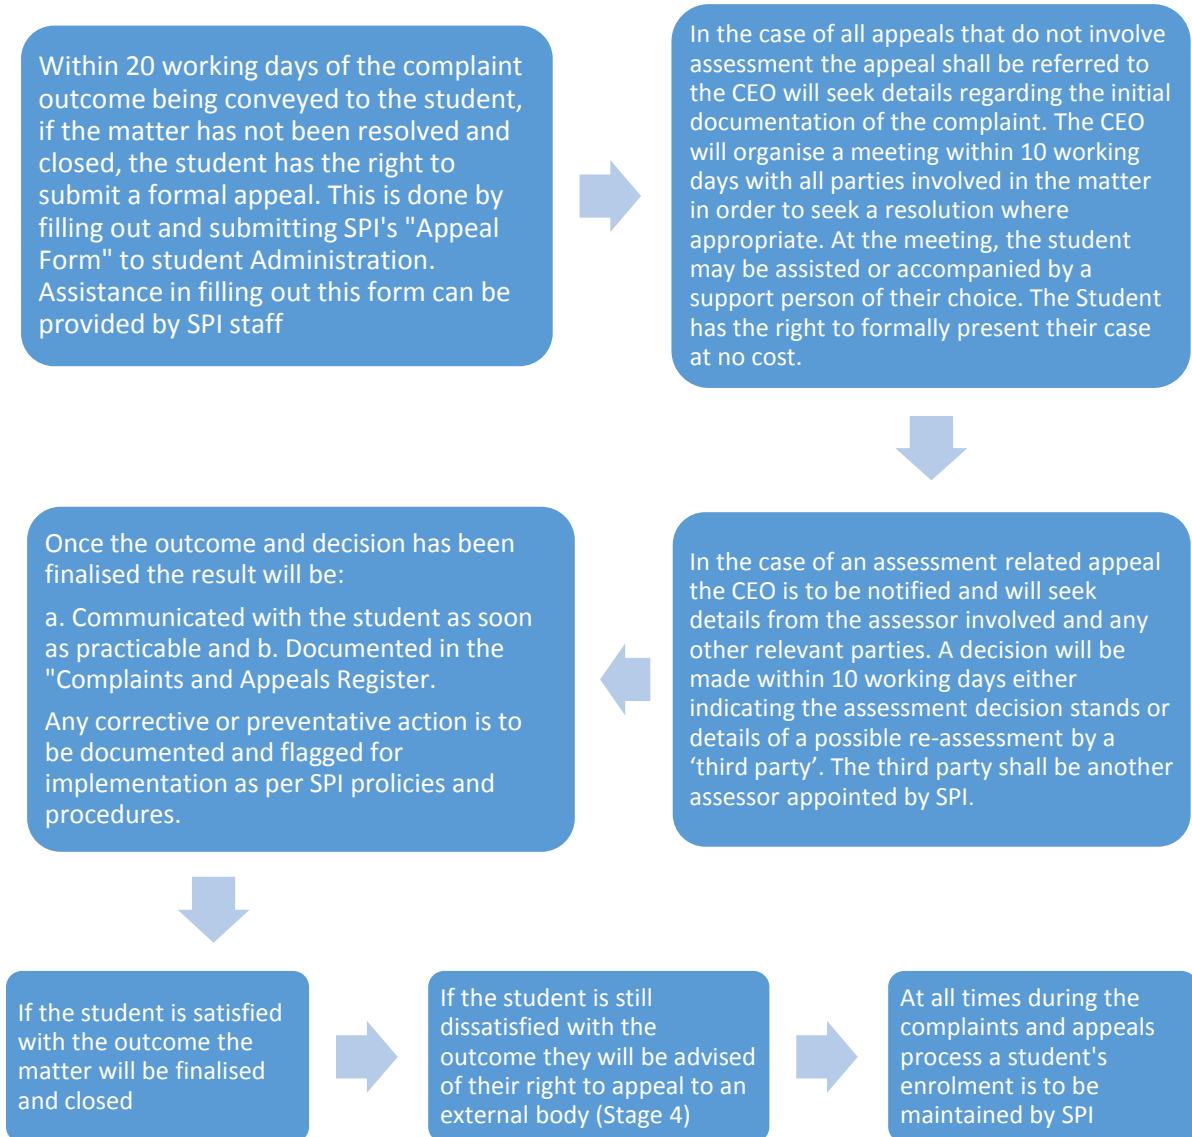 Within 20 working days of the complaint
outcome being conveyed to the student,
if the matter has not been resolved and
closed, the student has the right to
submit a formal appeal. This is done by
filling out and submitting SPI's "Appeal
Form" to student Administration.
Assistance in filling out this form can be
provided by SPI staff
In the case of all appeals that do not involve
assessment the appeal shall be referred to
the CEO will seek details regarding the initial
documentation of the complaint. The CEO
will organise a meeting within 10 working
days with all parties involved in the matter
in order to seek a resolution where
appropriate. At the meeting, the student
may be assisted or accompanied by a
support person of their choice. The Student
has the right to formally present their case
at no cost.
In the case of an assessment related appeal
the CEO is to be notified and will seek
details from the assessor involved and any
other relevant parties. A decision will be
made within 10 working days either
indicating the assessment decision stands or
details of a possible re-assessment by a
‘third party’. The third party shall be another
assessor appointed by SPI.
Once the outcome and decision has been
finalised the result will be:
a. Communicated with the student as soon
as practicable and b. Documented in the
"Complaints and Appeals Register.
Any corrective or preventative action is to
be documented and flagged for
implementation as per SPI prolicies and
procedures.
If the student is satisfied
with the outcome the
matter will be finalised
and closed
If the student is still
dissatisfied with the
outcome they will be advised
of their right to appeal to an
external body (Stage 4)
At all times during the
complaints and appeals
process a student's
enrolment is to be
maintained by SPI